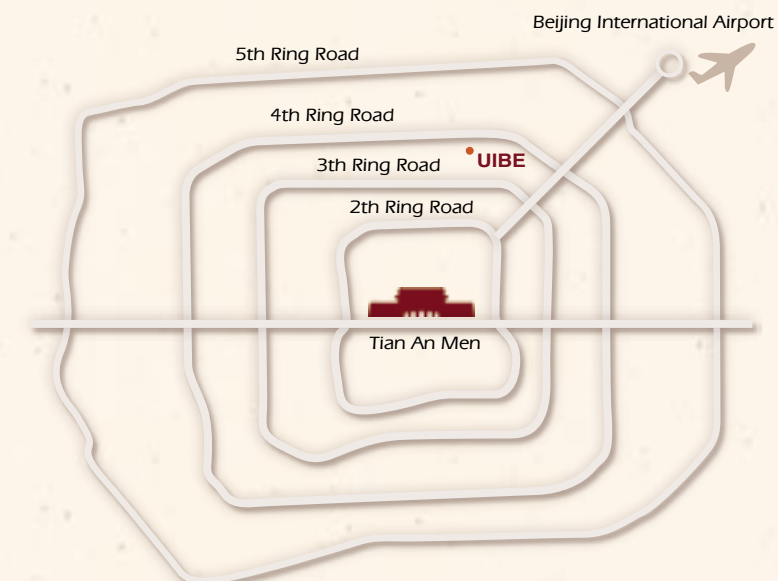 Beijing International Airport
5th Ring Road
4th Ring Road
UIBE
3th Ring Road
2th Ring Road
Tian An Men